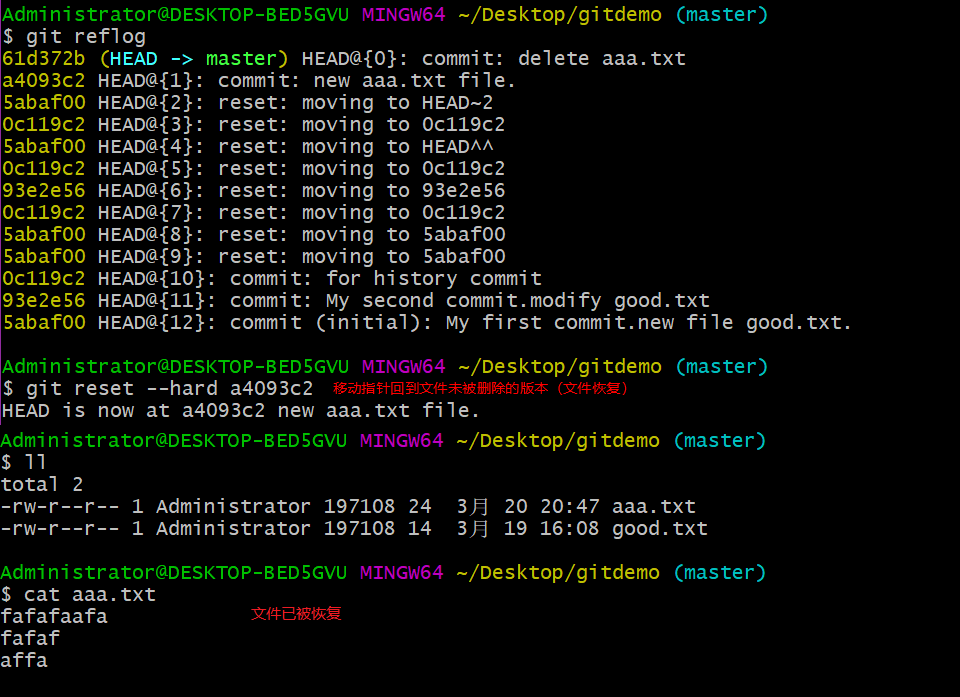 Administrator@DESKTOP-BED5GVU MINGW64 ~/Desktop/gitdemo (master)
$ git reflog
61d372b (HEAD -> master) HEAD@{0}: commit: delete aaa.txt
a4093c2 HEAD@{1}: commit: new aaa.txt file.
5abaf00 HEAD@{2}: reset: moving to HEAD~2
0c119c2 HEAD@{3}: reset: moving to 0c119c2
5abaf00 HEAD@{4}: reset: moving to HEAD^^
0c119c2 HEAD@{5}: reset: moving to 0c119c2
93e2e56 HEAD@{6}: reset: moving to 93e2e56
0c119c2 HEAD@{7}: reset: moving to 0c119c2
5abaf00 HEAD@{8}: reset: moving to 5abaf00
5abaf00 HEAD@{9}: reset: moving to 5abaf00
0c119c2 HEAD@{10}: commit: for history commit
93e2e56 HEAD@{11}: commit: My second commit.modify good.txt
5abaf00 HEAD@{12}: commit (initial): My first commit.new file good.txt.
Administrator@DESKTOP-BED5GVU MINGW64 ~/Desktop/gitdemo (master)
$ git reset --hard a4093c2 移动指针回到文件未被删除的版本（文件恢复）
HEAD is now at a4093c2 new aaa.txt file.
Administrator@DESKTOP-BED5GVU MINGW64 ~/Desktop/gitdemo (master)
$ ll
total 2
-rw-r--r-- 1 Administrator 197108 24  3月 20 20:47 aaa.txt
-rw-r--r-- 1 Administrator 197108 14  3月 19 16:08 good.txt
Administrator@DESKTOP-BED5GVU MINGW64 ~/Desktop/gitdemo (master)
$ cat aaa.txt
fafafaafa 文件已被恢复
fafaf
affa